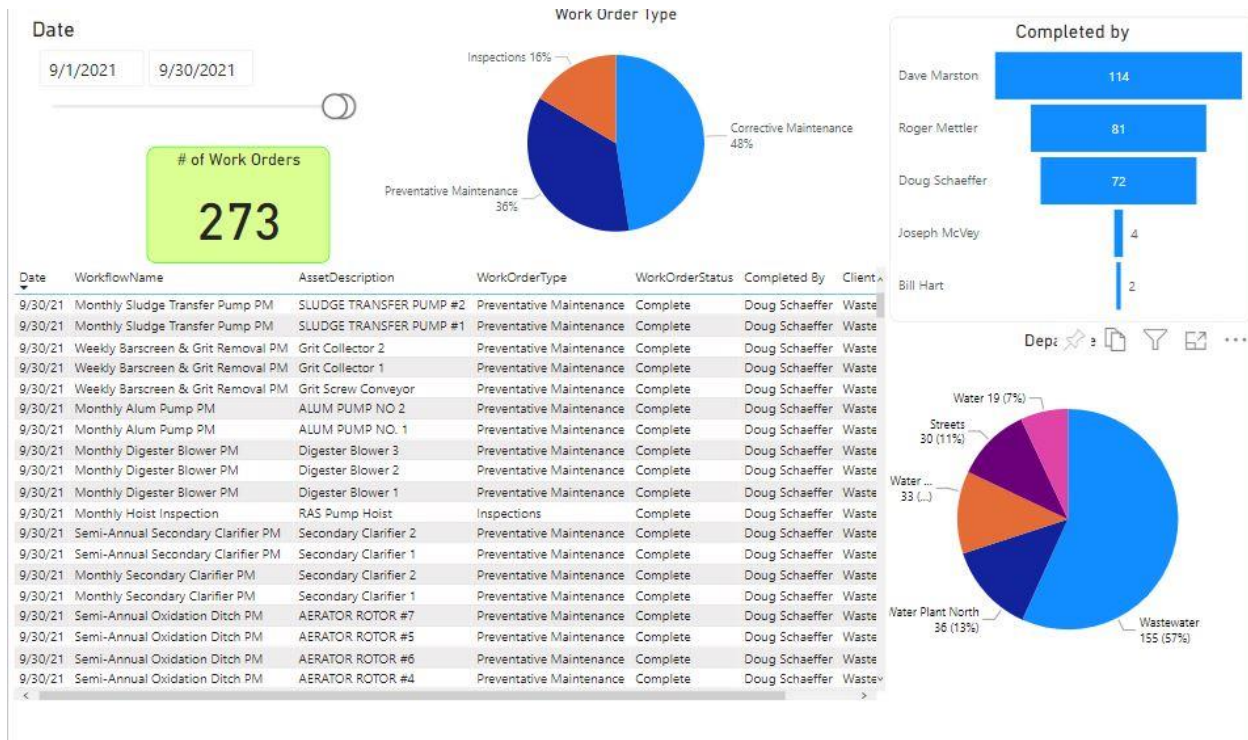 Date
9/1/2021 9/30/2021
# of Work Orders
273
Work Order Type
Inspections 16%
Corrective Maintenance
48%
Preventative Maintenance
36%
Completed by
Dave Marston 114
Roger Mettler 81
Doug Schaeffer 72
Joseph McVey 4
Bill Hart 2
Date WorkflowName AssetDescription WorkOrderType WorkOrderStatus Completed By Client
9/30/21 Monthly Sludge Transfer Pump PM SLUDGE TRANSFER PUMP #2 Preventative Maintenance Complete Doug Schaeffer Waste
9/30/21 Monthly Sludge Transfer Pump PM SLUDGE TRANSFER PUMP #1 Preventative Maintenance Complete Doug Schaeffer Waste
9/30/21 Weekly Barscreen & Grit Removal PM Grit Collector 2 Preventative Maintenance Complete Doug Schaeffer Waste
9/30/21 Weekly Barscreen & Grit Removal PM Grit Collector 1 Preventative Maintenance Complete Doug Schaeffer Waste
9/30/21 Weekly Barscreen & Grit Removal PM Grit Screw Conveyor Preventative Maintenance Complete Doug Schaeffer Waste
9/30/21 Monthly Alum Pump PM ALUM PUMP NO 2 Preventative Maintenance Complete Doug Schaeffer Waste
9/30/21 Monthly Alum Pump PM ALUM PUMP NO. 1 Preventative Maintenance Complete Doug Schaeffer Waste
9/30/21 Monthly Digester Blower PM Digester Blower 3 Preventative Maintenance Complete Doug Schaeffer Waste
9/30/21 Monthly Digester Blower PM Digester Blower 2 Preventative Maintenance Complete Doug Schaeffer Waste
9/30/21 Monthly Digester Blower PM Digester Blower 1 Preventative Maintenance Complete Doug Schaeffer Waste
9/30/21 Monthly Hoist Inspection RAS Pump Hoist Inspections Complete Doug Schaeffer Waste
9/30/21 Semi-Annual Secondary Clarifier PM Secondary Clarifier 2 Preventative Maintenance Complete Doug Schaeffer Waste
9/30/21 Semi-Annual Secondary Clarifier PM Secondary Clarifier 1 Preventative Maintenance Complete Doug Schaeffer Waste
9/30/21 Monthly Secondary Clarifier PM Secondary Clarifier 2 Preventative Maintenance Complete Doug Schaeffer Waste
9/30/21 Monthly Secondary Clarifier PM Secondary Clarifier 1 Preventative Maintenance Complete Doug Schaeffer Waste
9/30/21 Semi-Annual Oxidation Ditch PM AERATOR ROTOR #7 Preventative Maintenance Complete Doug Schaeffer Waste
9/30/21 Semi-Annual Oxidation Ditch PM AERATOR ROTOR #5 Preventative Maintenance Complete Doug Schaeffer Waste
9/30/21 Semi-Annual Oxidation Ditch PM AERATOR ROTOR #6 Preventative Maintenance Complete Doug Schaeffer Waste
9/30/21 Semi-Annual Oxidation Ditch PM AERATOR ROTOR #4 Preventative Maintenance Complete Doug Schaeffer Waste
Water 19 (7%)
Streets
30 (11%)
Water ...
33 (...)
Water Plant North
36 (13%)
Wastewater
155 (57%)